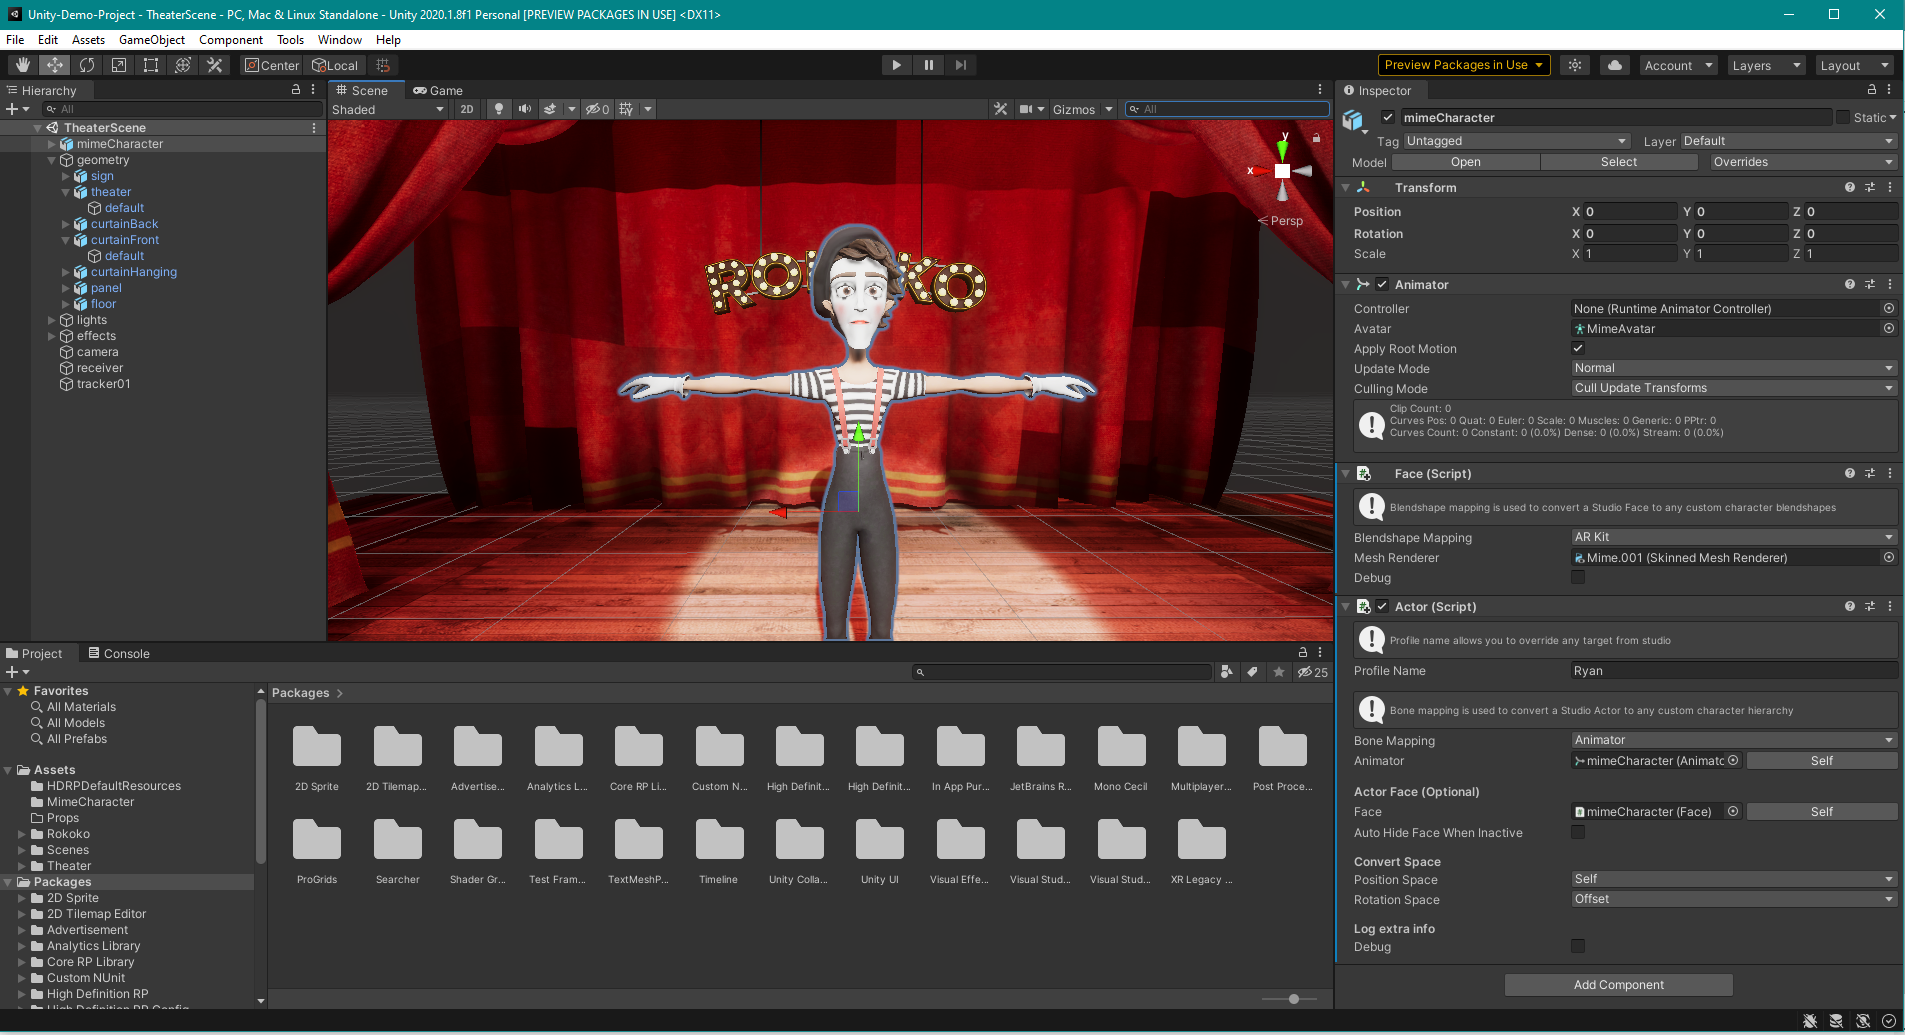 Unity-Demo-Project - TheaterScene - PC, Mac & Linux Standalone - Unity 2020.1.8f1 Personal [PREVIEW PACKAGES IN USE] <DX11>
File Edit Assets GameObject Component Tools Window Help
Center Local Preview Packages in Use Account Layers Layout
Hierarchy
All
TheaterScene
mimeCharacter
geometry
sign
theater
default
curtainBack
curtainFront
default
curtainHanging
panel
floor
lights
effects
camera
receiver
tracker01
Scene Game
Shaded 2D 0 Gizmos All
y
x
Persp
ROKO
Inspector
mimeCharacter Static
Tag Untagged Layer Default
Model Open Select Overrides
Transform
Position X 0 Y 0 Z 0
Rotation X 0 Y 0 Z 0
Scale X 1 Y 1 Z 1
Animator
Controller None (Runtime Animator Controller)
Avatar MimeAvatar
Apply Root Motion
Update Mode Normal
Culling Mode Cull Update Transforms
Clip Count: 0
Curves Pos: 0 Quat: 0 Euler: 0 Scale: 0 Muscles: 0 Generic: 0 PPtr: 0
Curves Count: 0 Constant: 0 (0.0%) Dense: 0 (0.0%) Stream: 0 (0.0%)
Face (Script)
Blendshape mapping is used to convert a Studio Face to any custom character blendshapes
Blendshape Mapping AR Kit
Mesh Renderer Mime.001 (Skinned Mesh Renderer)
Debug
Actor (Script)
Profile name allows you to override any target from studio
Profile Name Ryan
Bone mapping is used to convert a Studio Actor to any custom character hierarchy
Bone Mapping Animator
Animator mimeCharacter (Animatc Self
Actor Face (Optional)
Face mimeCharacter (Face) Self
Auto Hide Face When Inactive
Convert Space
Position Space Self
Rotation Space Offset
Log extra info
Debug
Add Component
Project Console
25
Favorites
All Materials
All Models
All Prefabs
Assets
HDRPDefaultResources
MimeCharacter
Props
Rokoko
Scenes
Theater
Packages
2D Sprite
2D Tilemap Editor
Advertisement
Analytics Library
Core RP Library
Custom NUnit
High Definition RP
High Definition RP Config
Packages
2D Sprite 2D Tilemap... Advertise... Analytics L... Core RP Li... Custom N... High Definit... High Definit... In App Pur... JetBrains R... Mono Cecil Multiplayer... Post Proce...
ProGrids Searcher Shader Gr... Test Fram... TextMeshP... Timeline Unity Colla... Unity UI Visual Effe... Visual Stud... Visual Stud... XR Legacy ...